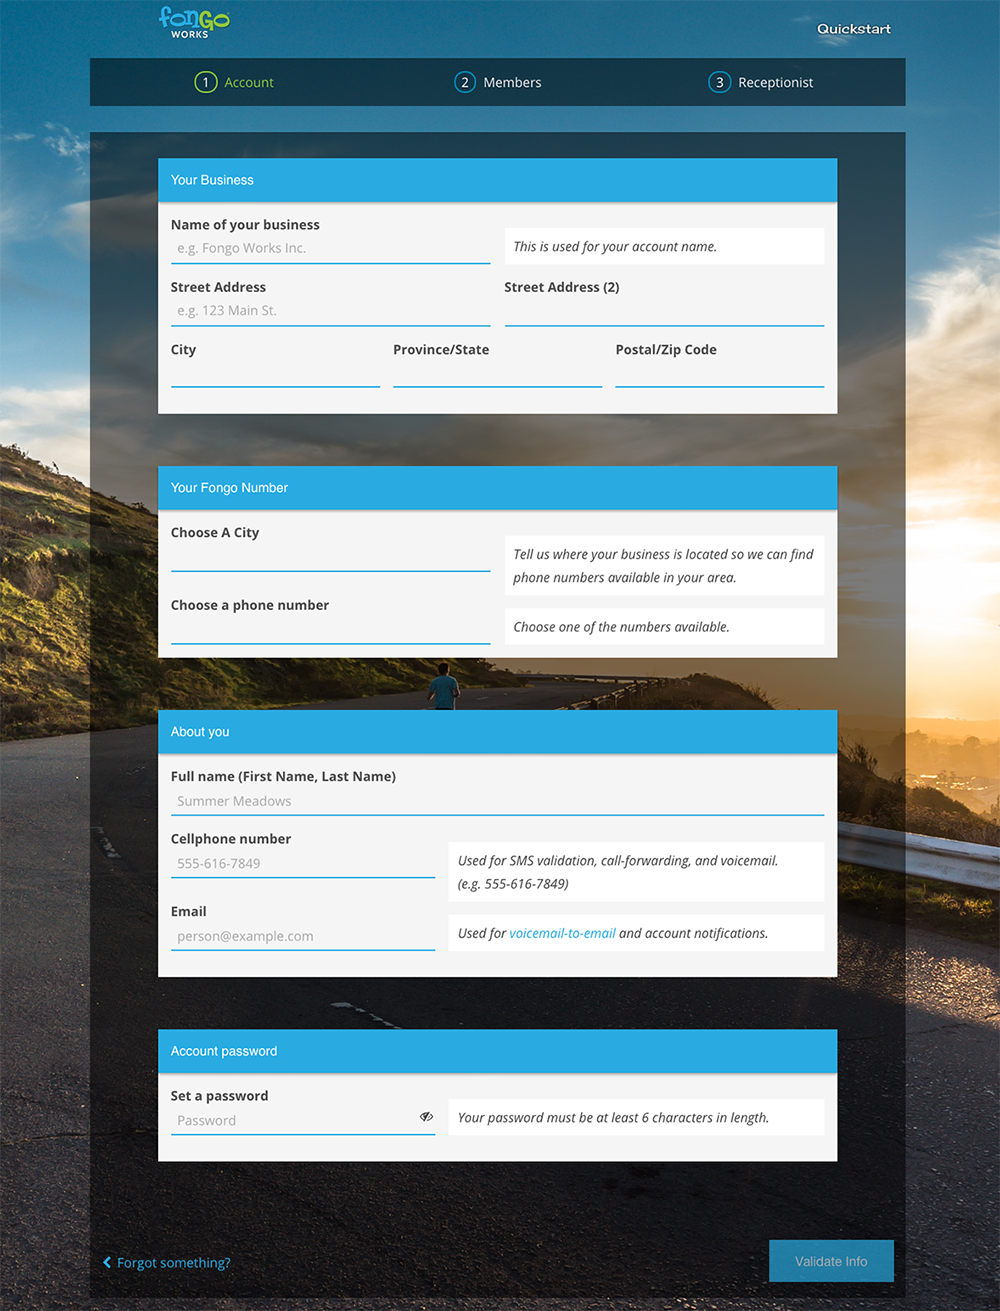 fonGo
WORKS
Quickstart
1 Account
2 Members
3 Receptionist
Your Business
Name of your business
e.g. Fongo Works Inc.
This is used for your account name.
Street Address
Street Address (2)
e.g. 123 Main St.
City
Province/State
Postal/Zip Code
Your Fongo Number
Choose A City
Tell us where your business is located so we can find
phone numbers available in your area.
Choose a phone number
Choose one of the numbers available.
About you
Full name (First Name, Last Name)
Summer Meadows
Cellphone number
555-616-7849
Used for SMS validation, call-forwarding, and voicemail.
(e.g. 555-616-7849)
Email
person@example.com
Used for voicemail-to-email and account notifications.
Account password
Set a password
Password
Your password must be at least 6 characters in length.
Forgot something?
Validate Info